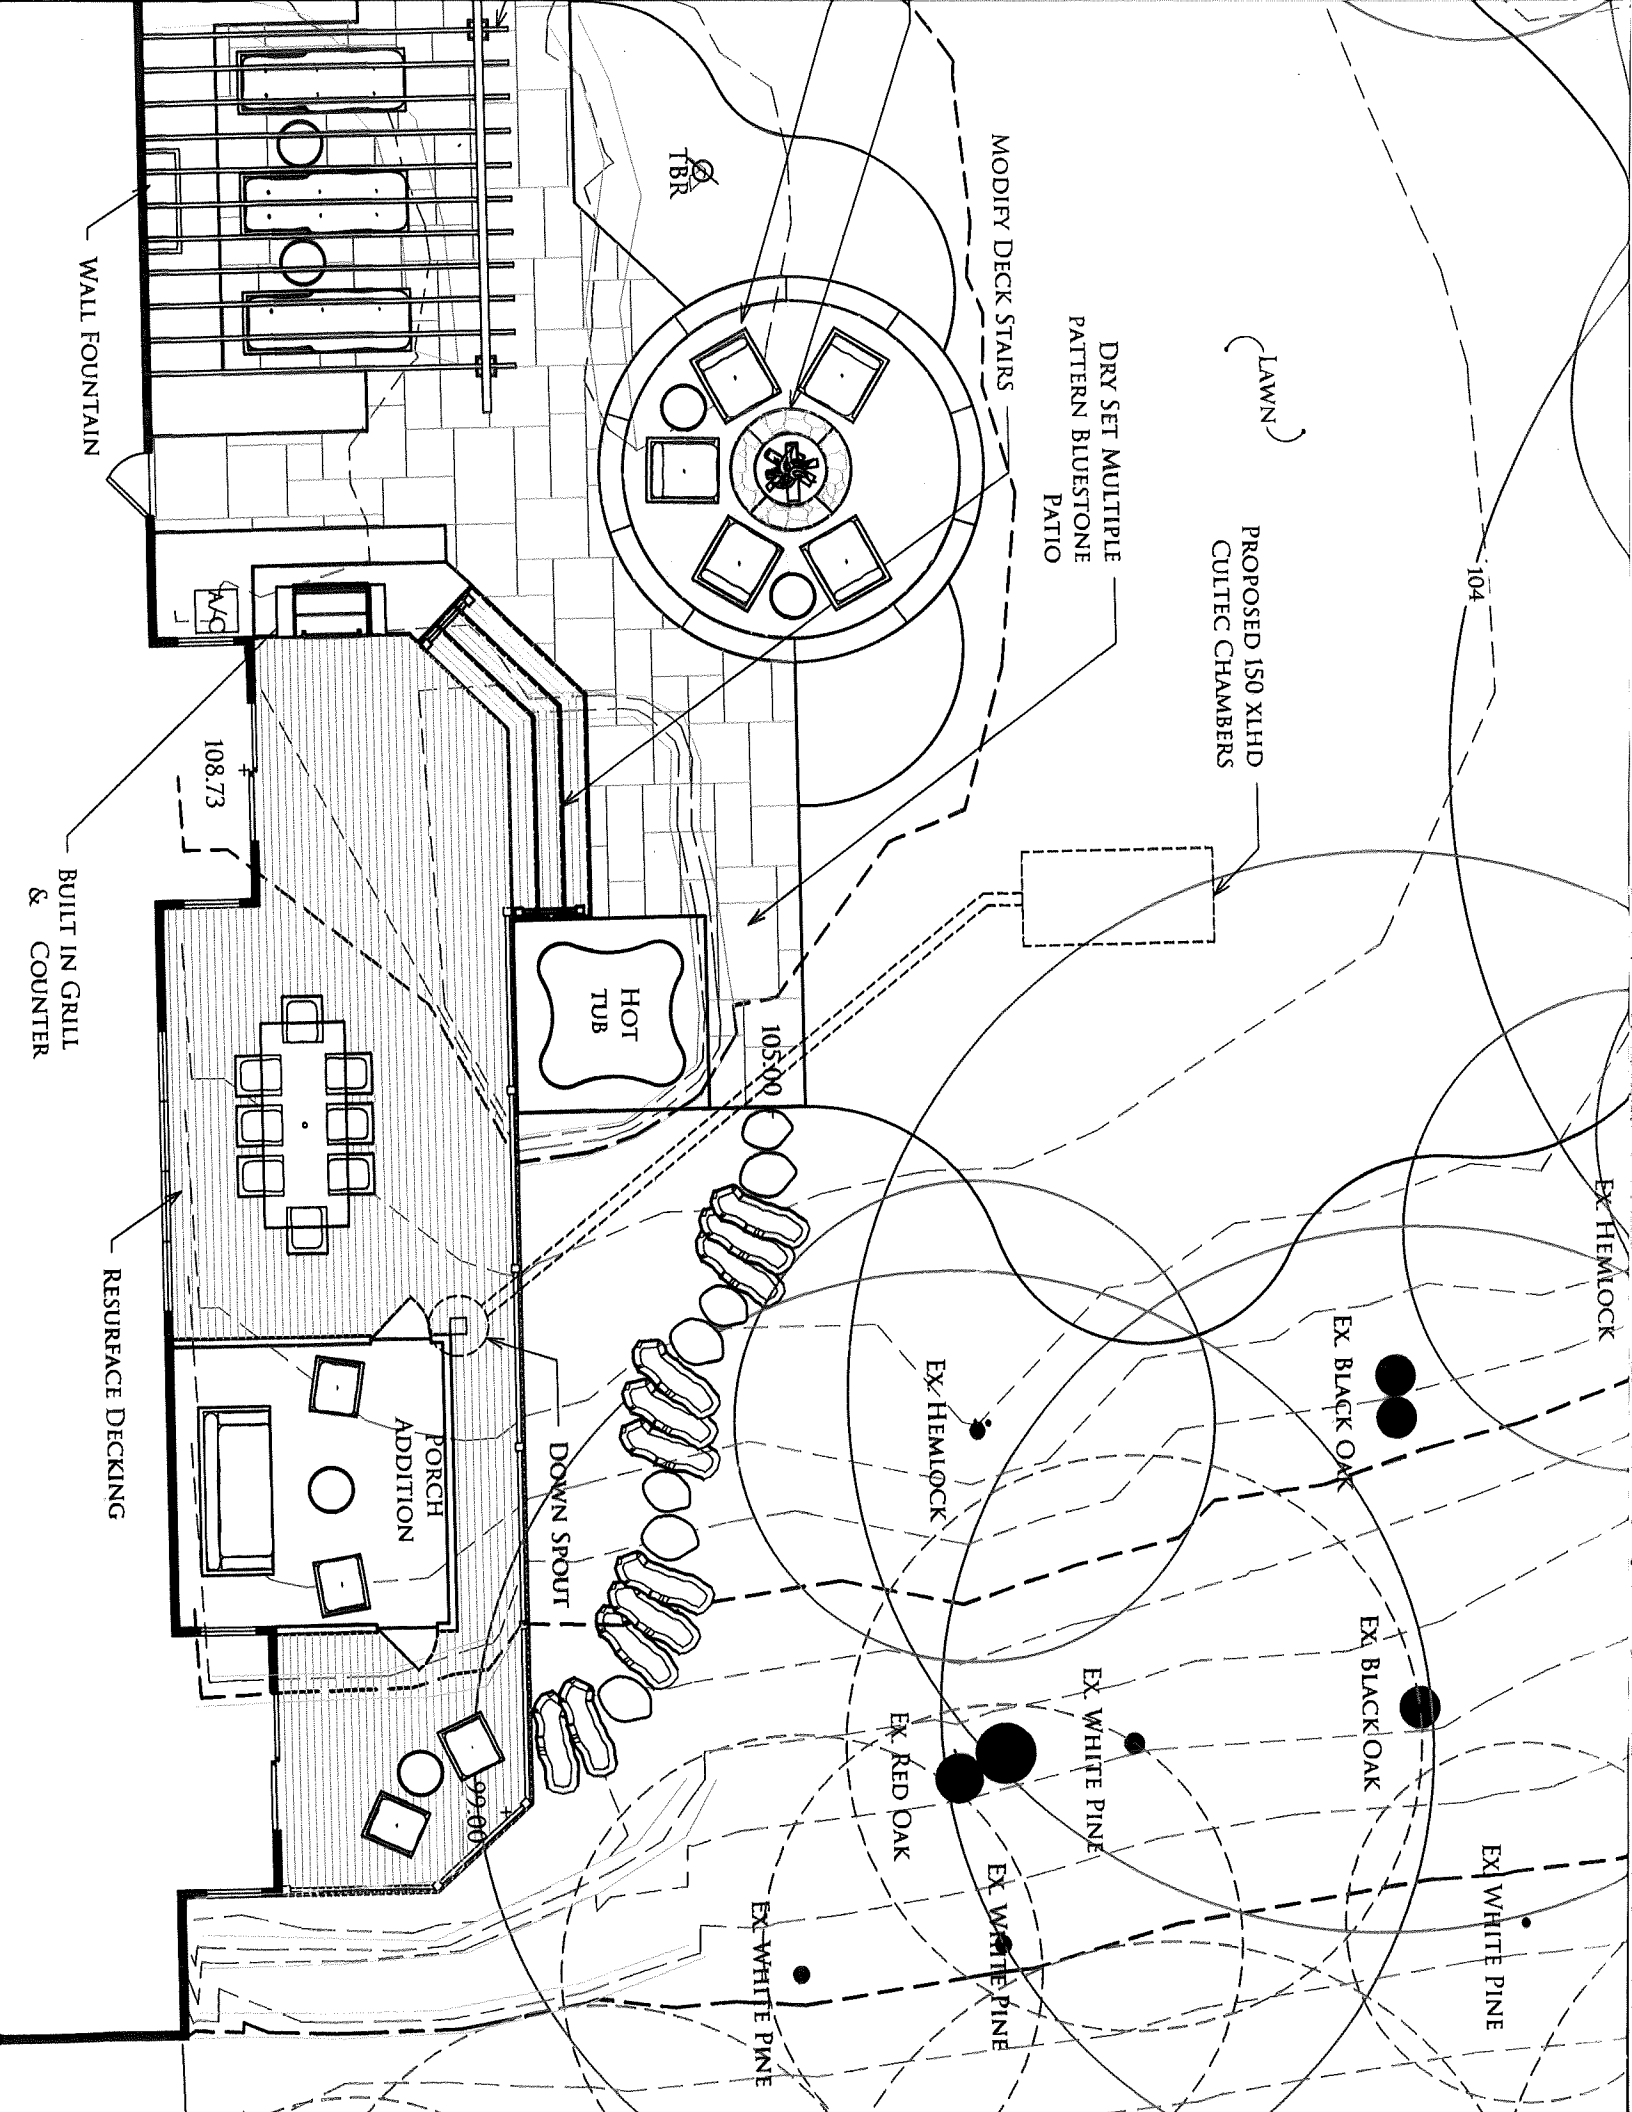 TBR
MODIFY DECK STAIRS
DRY SET MULTIPLE
PATTERN BLUESTONE
PATIO
LAWN
PROPOSED 150 XLHD
CULTEC CHAMBERS
104
WALL FOUNTAIN
A/C
108.73
BUILT IN GRILL
& COUNTER
HOT
TUB
105.00
RESURFACE DECKING
PORCH
ADDITION
DOWN SPOUT
99.00
EX. HEMLOCK
EX. BLACK OAK
EX. HEMLOCK
EX. BLACK OAK
EX. WHITE PINE
EX. RED OAK
EX. WHITE PINE
EX. WHITE PINE
EX. WHITE PINE